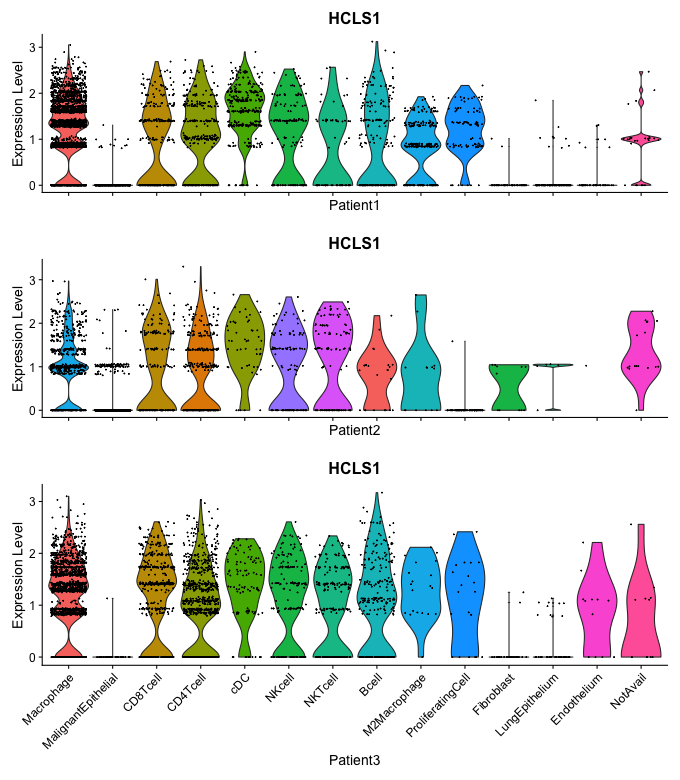 HCLS1
Expression Level
3
2
1
0
Patient1
HCLS1
Expression Level
3
2
1
0
Patient2
HCLS1
Expression Level
3
2
1
0
Macrophage
MalignantEpithelial
CD8Tcell
CD4Tcell
cDC
NKcell
NKTcell
Bcell
M2Macrophage
ProliferatingCell
Fibroblast
LungEpithelium
Endothelium
NotAvail
Patient3